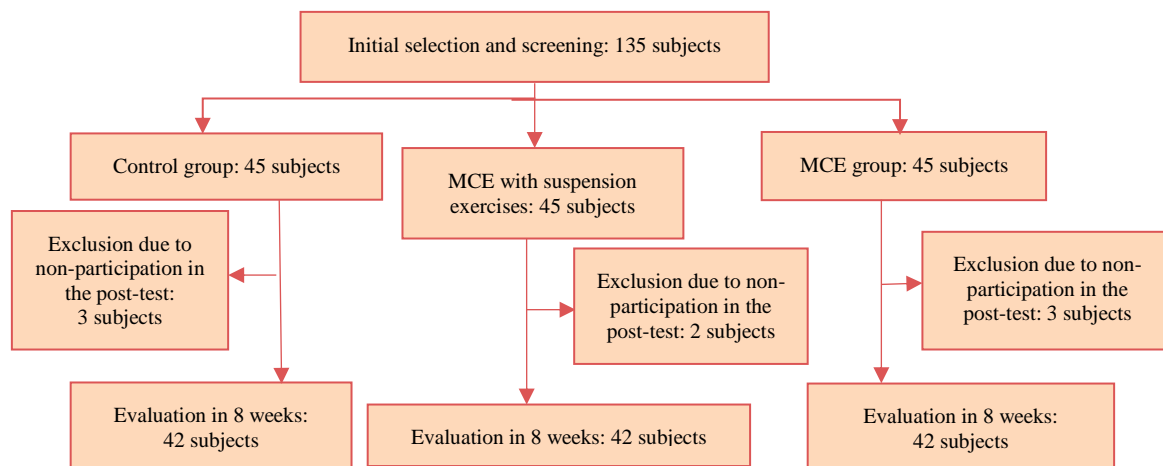 Initial selection and screening: 135 subjects
Control group: 45 subjects
MCE with suspension
exercises: 45 subjects
MCE group: 45 subjects
Exclusion due to
non-participation in
the post-test:
3 subjects
Exclusion due to non-
participation in the
post-test: 2 subjects
Exclusion due to non-
participation in the
post-test: 3 subjects
Evaluation in 8 weeks:
42 subjects
Evaluation in 8 weeks: 42 subjects
Evaluation in 8 weeks:
42 subjects